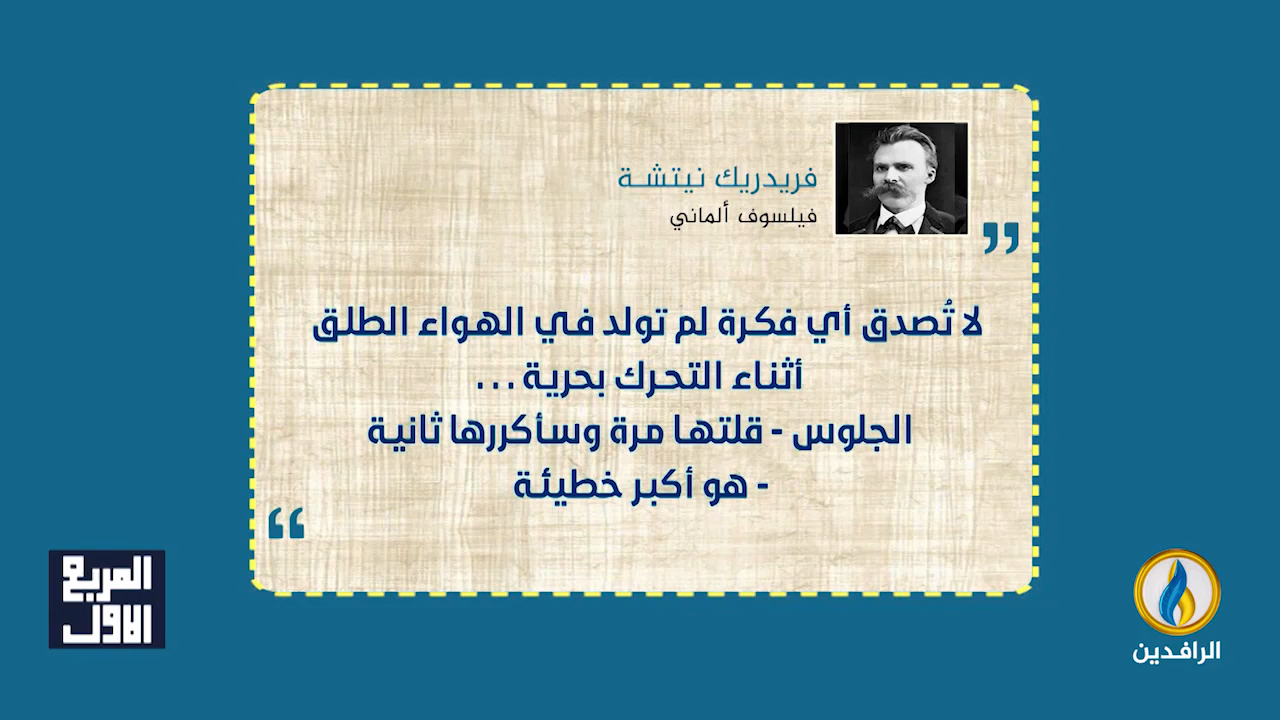 فريدريك نيتشـة
فيلسوف ألماني
لا تُصدق أي فكرة لم تولد في الهواء الطلق
أثناء التحرك بحرية ...
الجلوس - قلتها مرة وسأكررها ثانية
- هو أكبر خطيئة
المربع
الاول
الرافدين